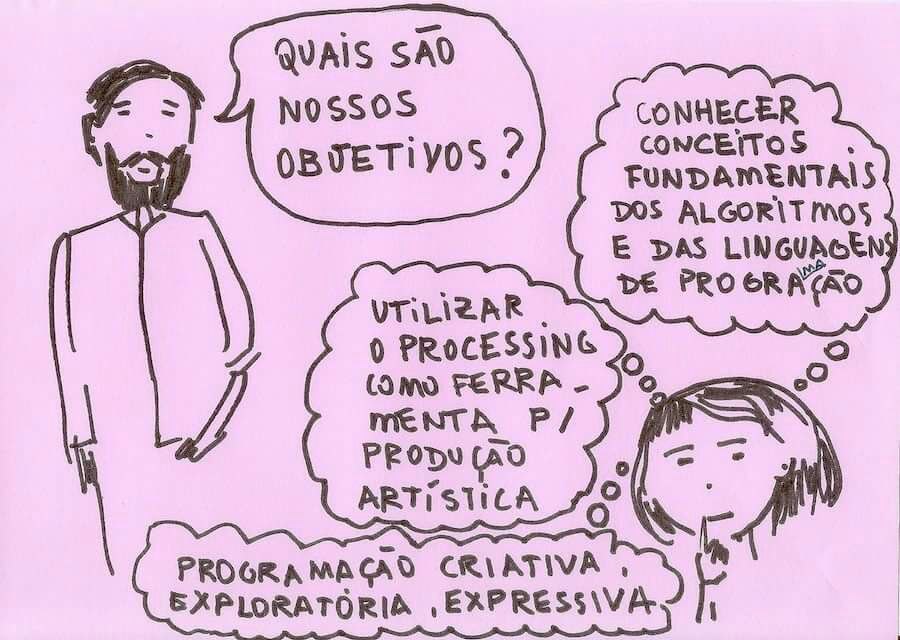 QUAIS SÃO
NOSSOS
OBJETIVOS?
CONHECER
CONCEITOS
FUNDAMENTAIS
DOS ALGORITMOS
E DAS LINGUAGENS
DE PROGRAMAÇÃO
UTILIZAR
O PROCESSING
COMO FERRA-
MENTA P/
PRODUÇÃO
ARTÍSTICA
PROGRAMAÇÃO CRIATIVA,
EXPLORATÓRIA, EXPRESSIVA